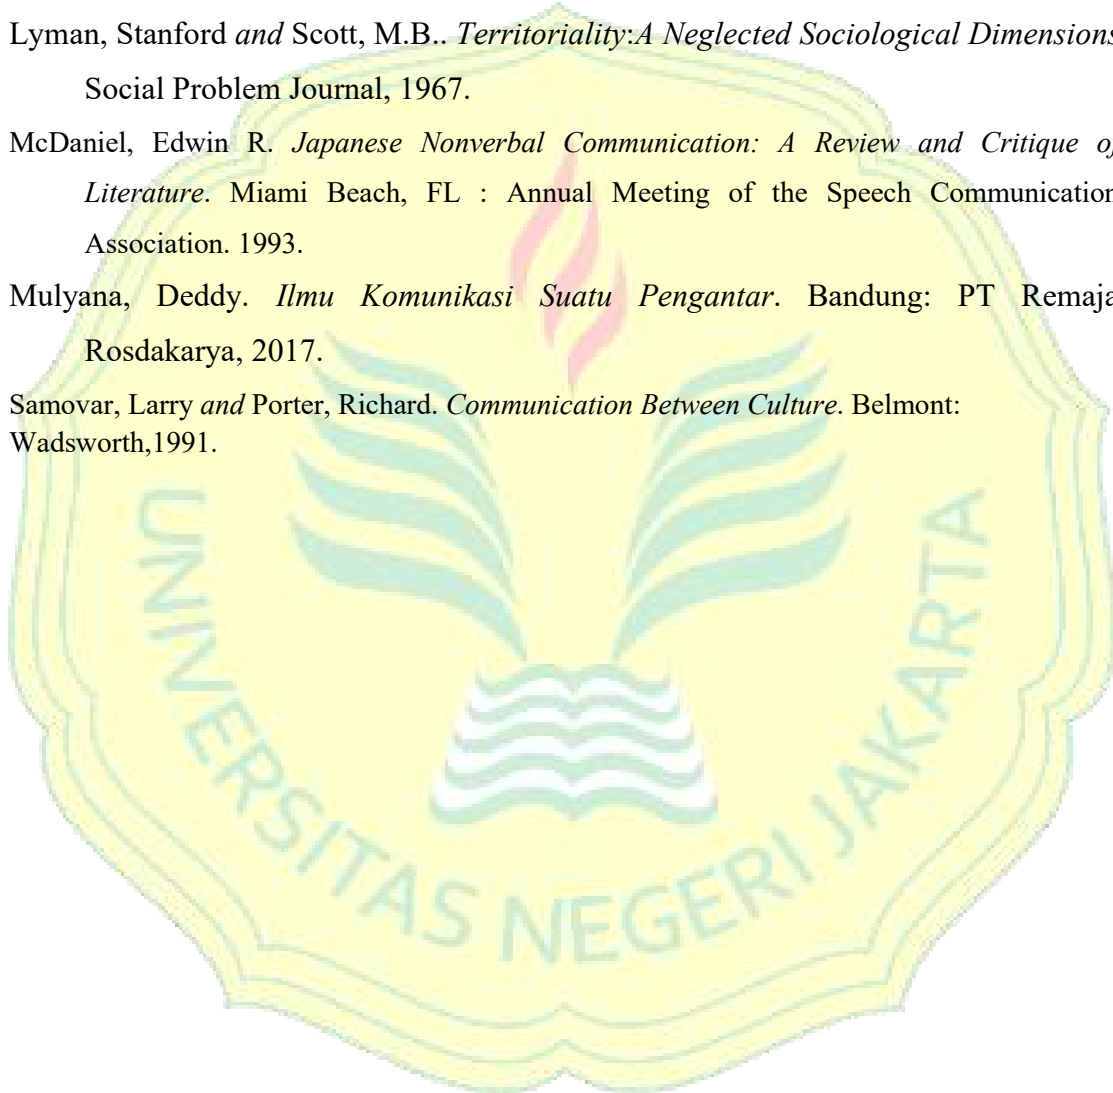 Lyman, Stanford and Scott, M.B.. Territoriality:A Neglected Sociological Dimensions
Social Problem Journal, 1967.
McDaniel, Edwin R. Japanese Nonverbal Communication: A Review and Critique of
Literature. Miami Beach, FL : Annual Meeting of the Speech Communication
Association. 1993.
Mulyana, Deddy. Ilmu Komunikasi Suatu Pengantar. Bandung: PT Remaja
Rosdakarya, 2017.
Samovar, Larry and Porter, Richard. Communication Between Culture. Belmont:
Wadsworth,1991.
UNIVERSITAS NEGERI JAKARTA